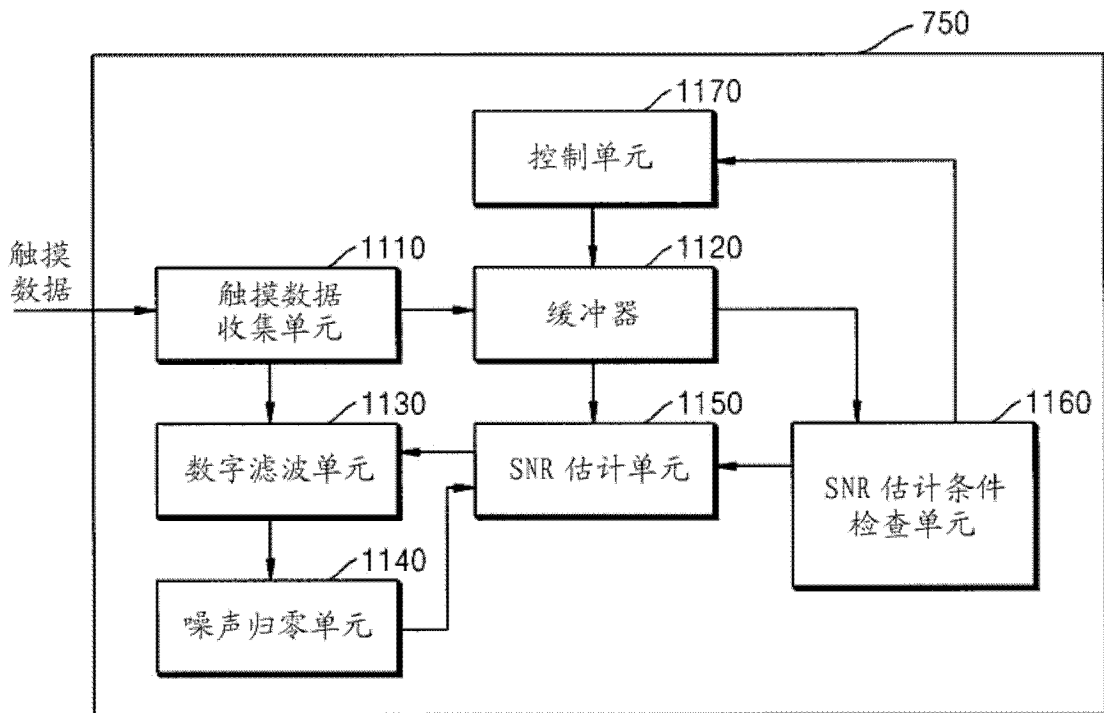 750
1170
控制单元
触摸
数据
1110
触摸数据
收集单元
1120
缓冲器
1130
数字滤波单元
1150
SNR 估计单元
1160
SNR 估计条件
检查单元
1140
噪声归零单元